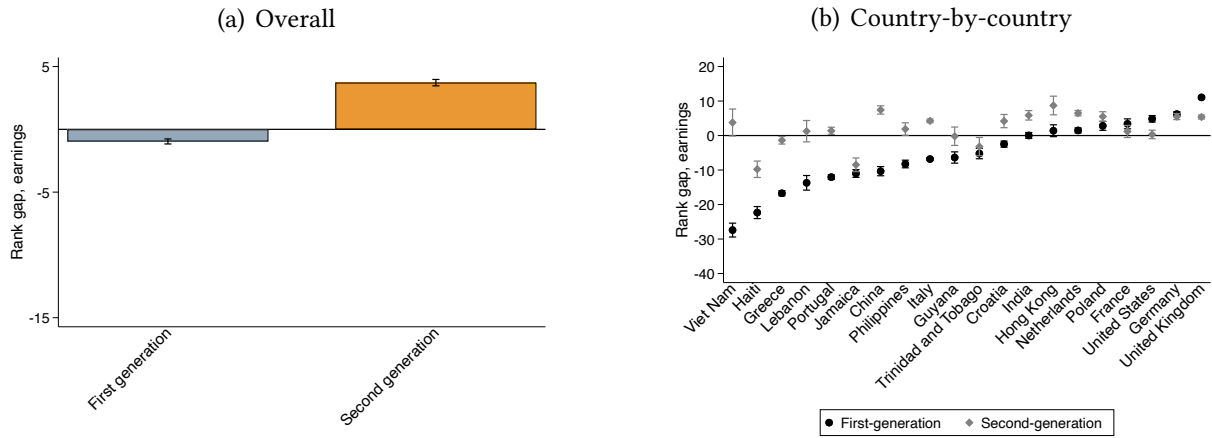 (a) Overall
Rank gap, earnings
5
-5
-15
First generation
Second generation
(b) Country-by-country
Rank gap, earnings
20
10
0
-10
-20
-30
-40
Viet Nam
Haiti
Greece
Lebanon
Portugal
Jamaica
China
Philippines
Italy
Guyana
Trinidad and Tobago
Croatia
India
Hong Kong
Netherlands
Poland
France
United States
Germany
United Kingdom
First-generation Second-generation